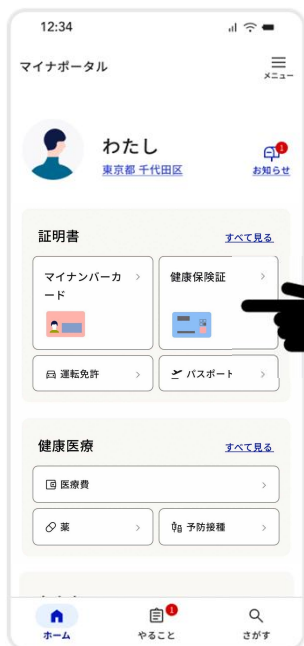 12:34
マイナポータル
メニュー
わたし
東京都 千代田区
1
お知らせ
証明書
すべて見る
マイナンバーカ
ード
健康保険証
運転免許
パスポート
健康医療
すべて見る
医療費
薬
予防接種
1
ホーム
やること
さがす